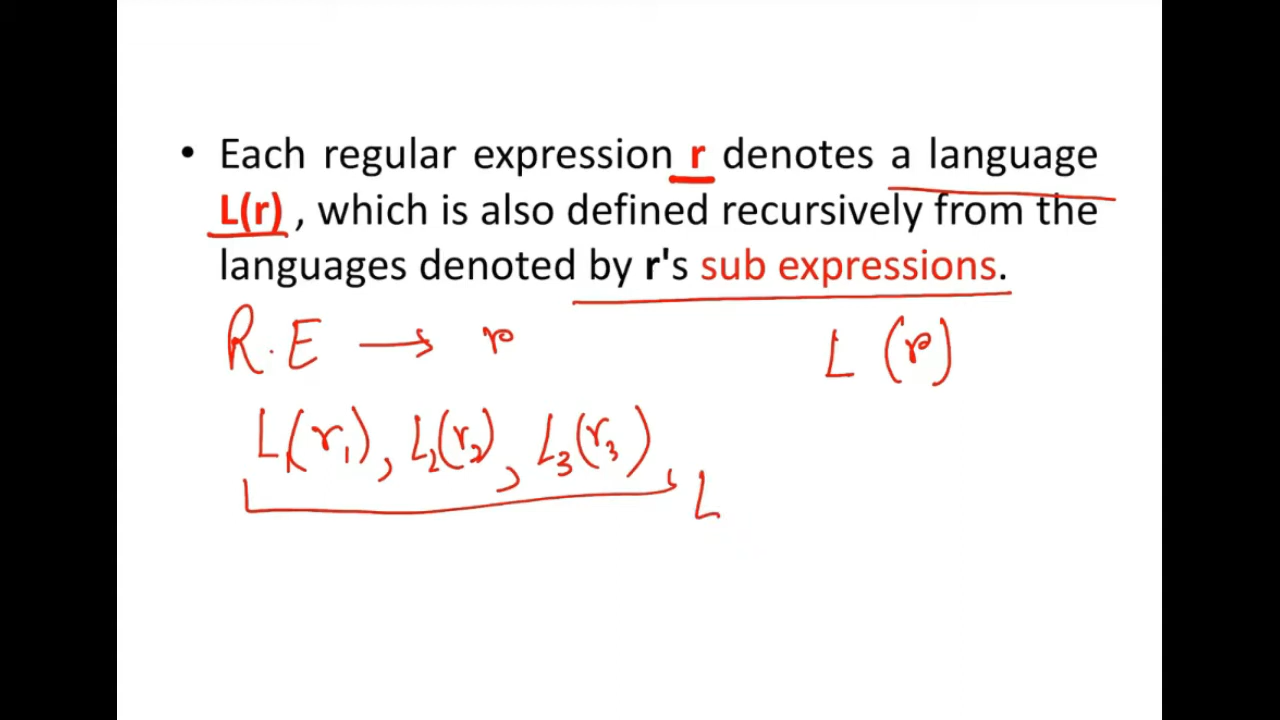 • Each regular expression r denotes a language
L(r) , which is also defined recursively from the
languages denoted by r's sub expressions.
R.E → r L (r)
L₁(r₁), L₂(r₂), L₃(r₃)
L